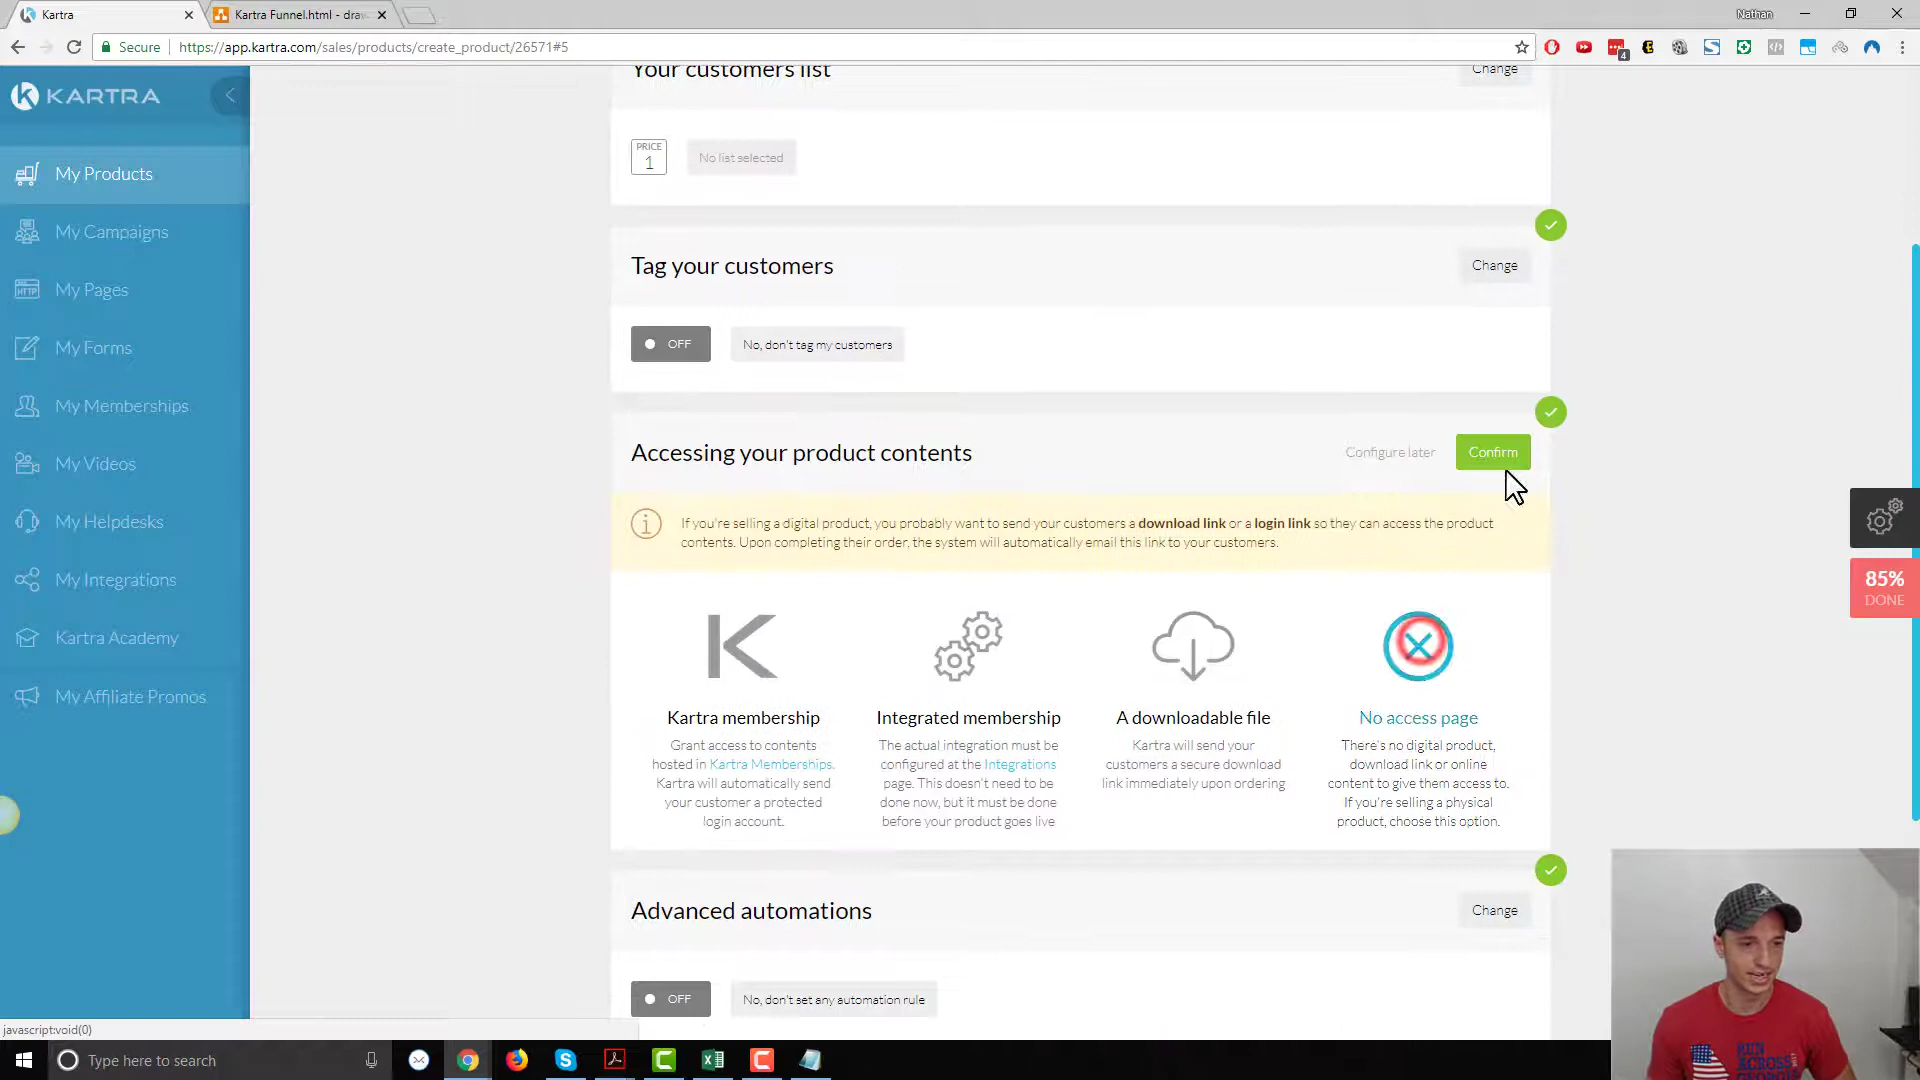 Kartra
Kartra Funnel.html - dra
Nathan
Secure
https://app.kartra.com/sales/products/create_product/26571#5
4
KARTRA
My Products
My Campaigns
HTTP
My Pages
My Forms
My Memberships
My Videos
My Helpdesks
My Integrations
Kartra Academy
My Affiliate Promos
Your customers list
Change
PRICE
1
No list selected
Tag your customers
Change
OFF
No, don't tag my customers
Accessing your product contents
Configure later
Confirm
If you're selling a digital product, you probably want to send your customers a download link or a login link so they can access the product
contents. Upon completing their order, the system will automatically email this link to your customers.
Kartra membership
Grant access to contents
hosted in Kartra Memberships.
Kartra will automatically send
your customer a protected
login account.
Integrated membership
The actual integration must be
configured at the Integrations
page. This doesn't need to be
done now, but it must be done
before your product goes live
A downloadable file
Kartra will send your
customers a secure download
link immediately upon ordering
No access page
There's no digital product,
download link or online
content to give them access to.
If you're selling a physical
product, choose this option.
Advanced automations
Change
OFF
No, don't set any automation rule
85%
DONE
javascript:void(0)
Type here to search
RUN
ACROSS
GEORGIA